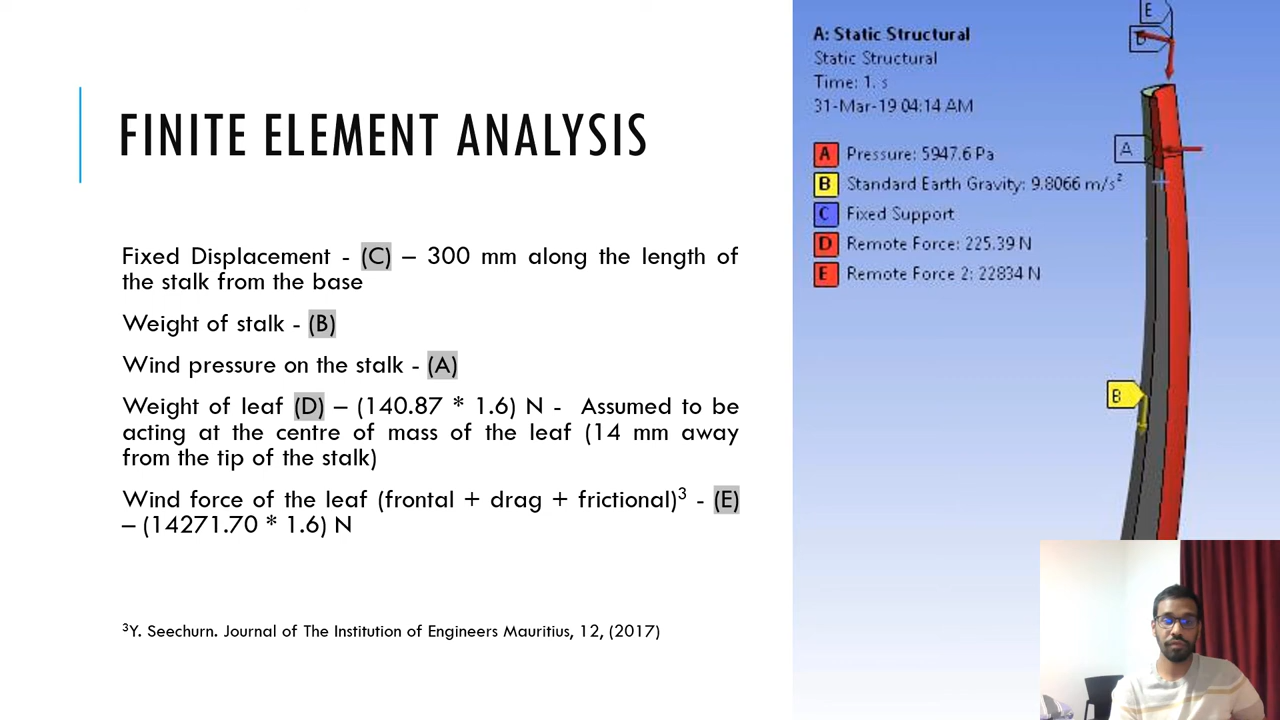 FINITE ELEMENT ANALYSIS
Fixed Displacement - (C) – 300 mm along the length of
the stalk from the base
Weight of stalk - (B)
Wind pressure on the stalk - (A)
Weight of leaf (D) – (140.87 * 1.6) N - Assumed to be
acting at the centre of mass of the leaf (14 mm away
from the tip of the stalk)
Wind force of the leaf (frontal + drag + frictional)³ - (E)
– (14271.70 * 1.6) N
³Y. Seechurn. Journal of The Institution of Engineers Mauritius, 12, (2017)
A: Static Structural
Static Structural
Time: 1. s
31-Mar-19 04:14 AM
A Pressure: 5947.6 Pa
B Standard Earth Gravity: 9.8066 m/s²
C Fixed Support
D Remote Force: 225.39 N
E Remote Force 2: 22834 N
E
D
A
B